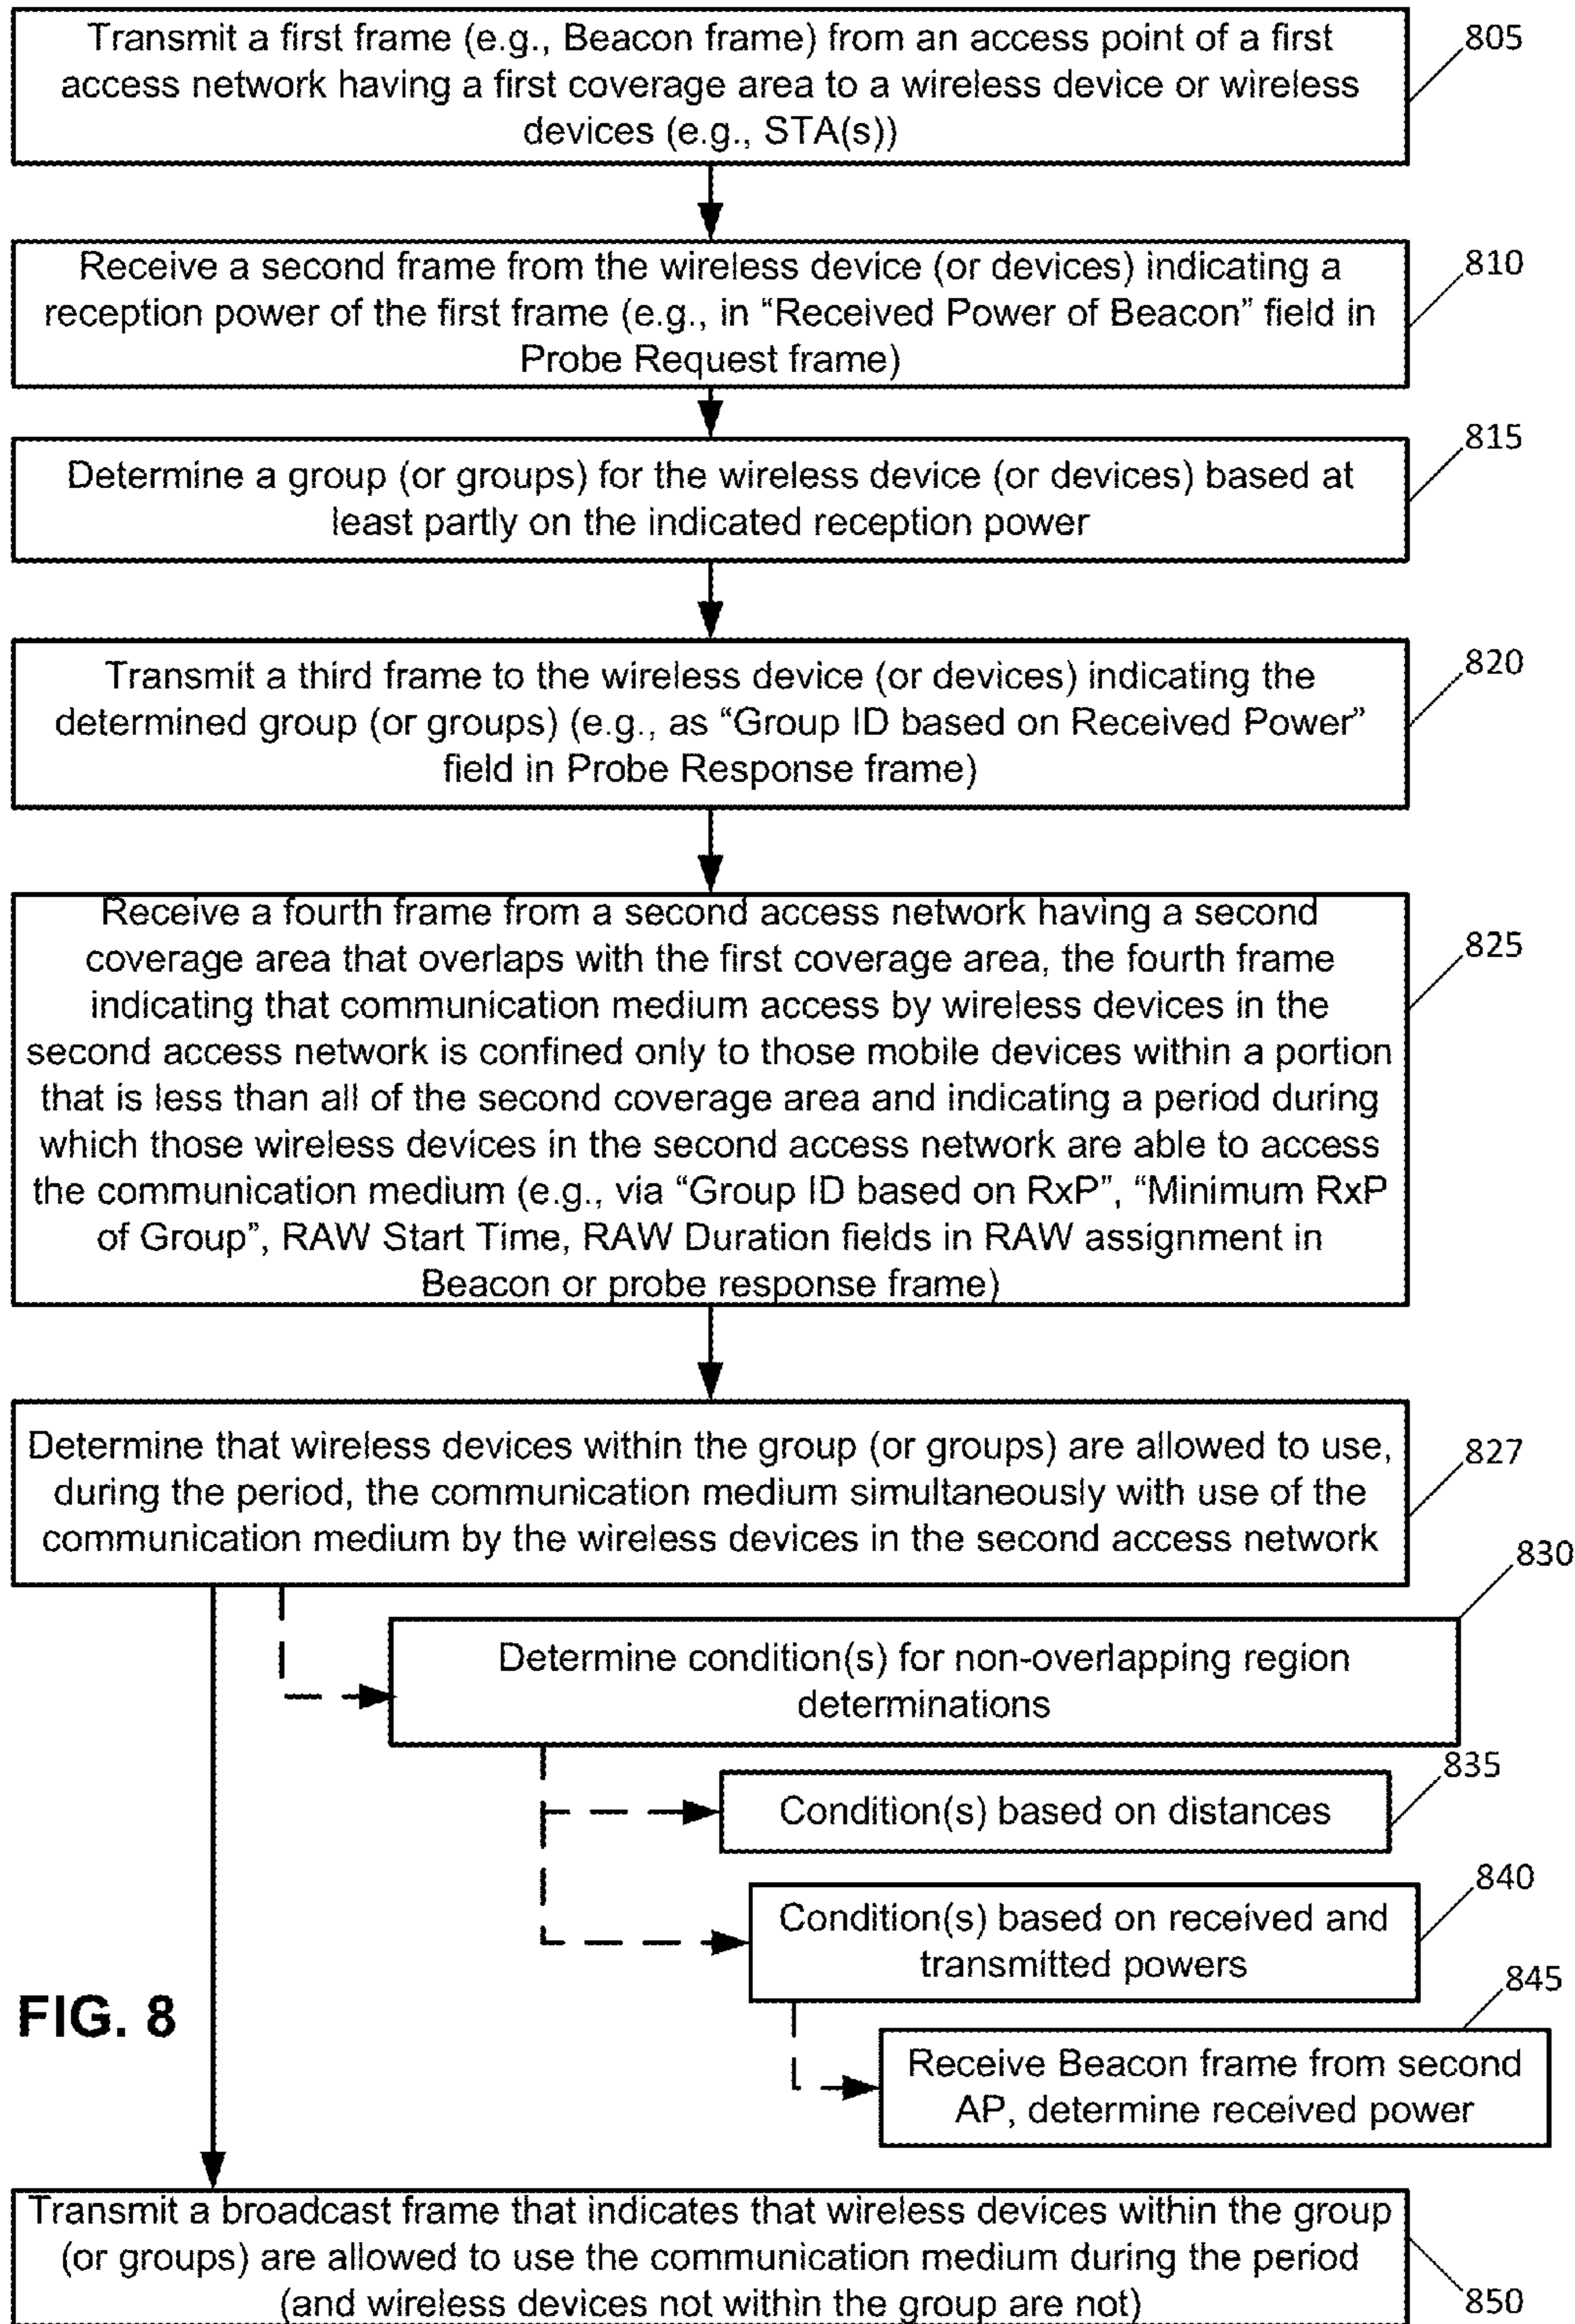 Transmit a first frame (e.g., Beacon frame) from an access point of a first
access network having a first coverage area to a wireless device or wireless
devices (e.g., STA(s))
805
Receive a second frame from the wireless device (or devices) indicating a
reception power of the first frame (e.g., in “Received Power of Beacon” field in
Probe Request frame)
810
Determine a group (or groups) for the wireless device (or devices) based at
least partly on the indicated reception power
815
Transmit a third frame to the wireless device (or devices) indicating the
determined group (or groups) (e.g., as “Group ID based on Received Power”
field in Probe Response frame)
820
Receive a fourth frame from a second access network having a second
coverage area that overlaps with the first coverage area, the fourth frame
indicating that communication medium access by wireless devices in the
second access network is confined only to those mobile devices within a portion
that is less than all of the second coverage area and indicating a period during
which those wireless devices in the second access network are able to access
the communication medium (e.g., via “Group ID based on RxP”, “Minimum RxP
of Group”, RAW Start Time, RAW Duration fields in RAW assignment in
Beacon or probe response frame)
825
Determine that wireless devices within the group (or groups) are allowed to use,
during the period, the communication medium simultaneously with use of the
communication medium by the wireless devices in the second access network
827
830
Determine condition(s) for non-overlapping region
determinations
835
Condition(s) based on distances
840
Condition(s) based on received and
transmitted powers
845
Receive Beacon frame from second
AP, determine received power
FIG. 8
Transmit a broadcast frame that indicates that wireless devices within the group
(or groups) are allowed to use the communication medium during the period
(and wireless devices not within the group are not)
850